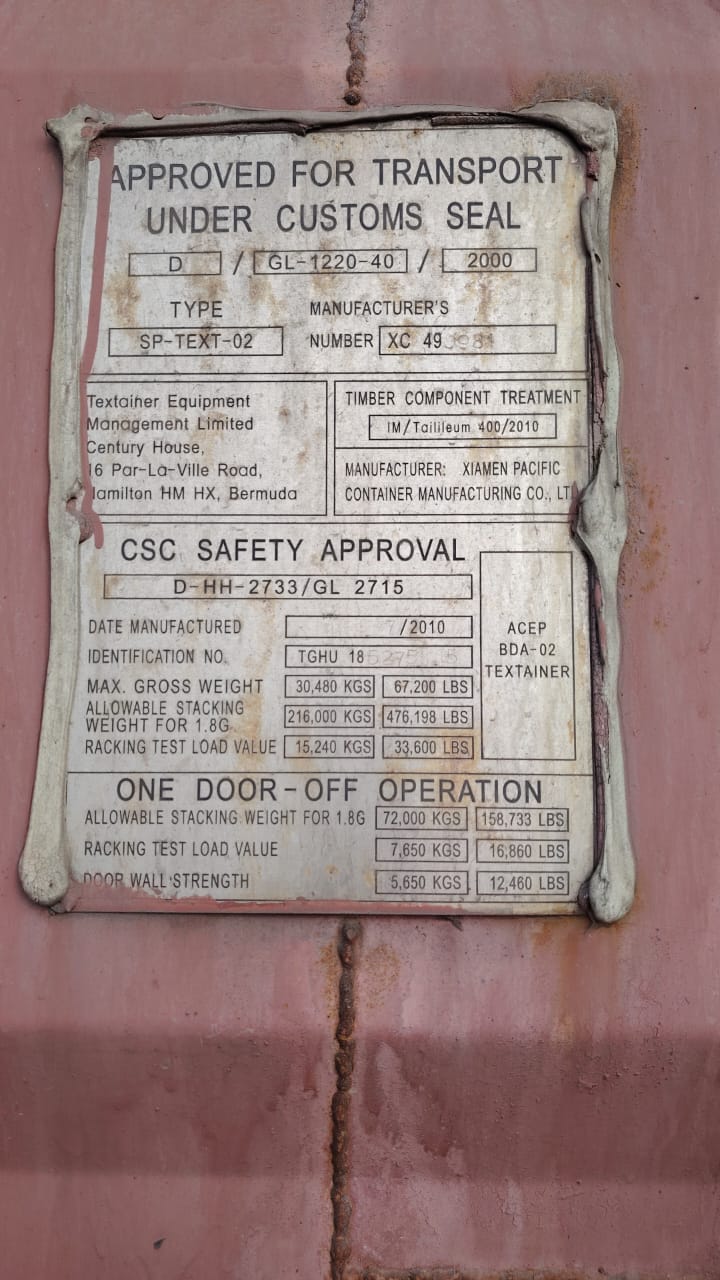 APPROVED FOR TRANSPORT
UNDER CUSTOMS SEAL
D / GL-1220-40 / 2000
TYPE
SP-TEXT-02
MANUFACTURER'S
NUMBER XC 49
Textainer Equipment
Management Limited
Century House,
16 Par-La-Ville Road,
Hamilton HM HX, Bermuda
TIMBER COMPONENT TREATMENT
IM/Tailileum 400/2010
MANUFACTURER: XIAMEN PACIFIC
CONTAINER MANUFACTURING CO., LT
CSC SAFETY APPROVAL
D-HH-2733/GL 2715
DATE MANUFACTURED /2010
IDENTIFICATION NO. TGHU 18
MAX. GROSS WEIGHT 30,480 KGS 67,200 LBS
ALLOWABLE STACKING
WEIGHT FOR 1.8G 216,000 KGS 476,198 LBS
RACKING TEST LOAD VALUE 15,240 KGS 33,600 LBS
ACEP
BDA-02
TEXTAINER
ONE DOOR-OFF OPERATION
ALLOWABLE STACKING WEIGHT FOR 1.8G 72,000 KGS 158,733 LBS
RACKING TEST LOAD VALUE 7,650 KGS 16,860 LBS
DOOR WALL STRENGTH 5,650 KGS 12,460 LBS